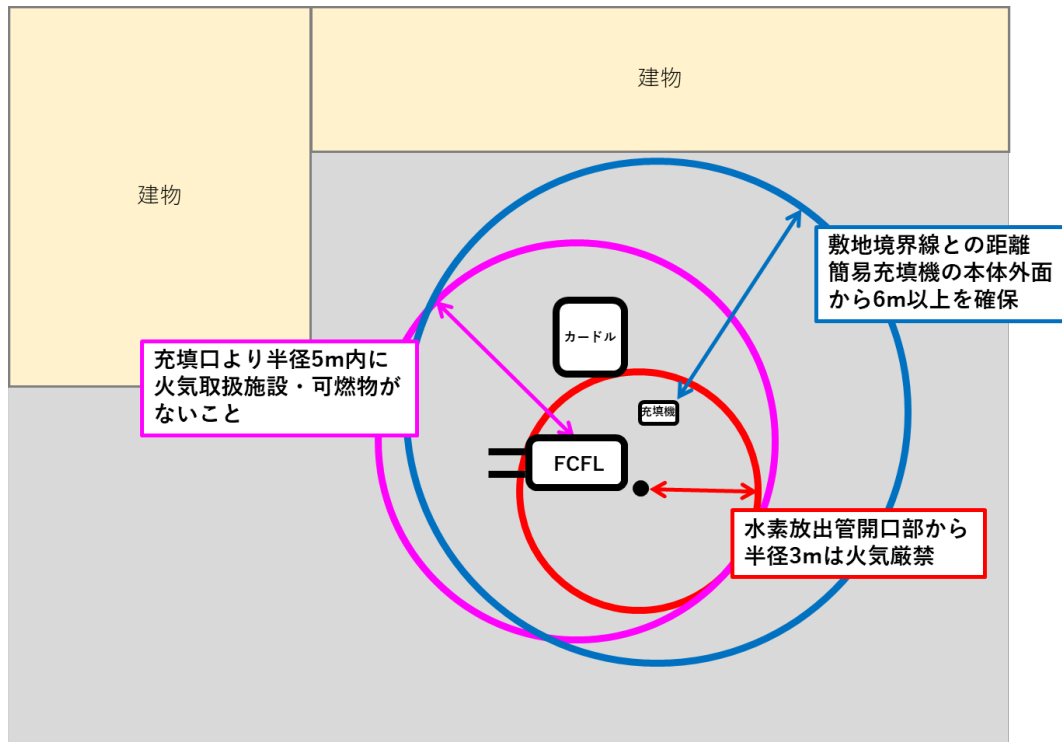 建物
建物
敷地境界線との距離
簡易充填機の本体外面
から6m以上を確保
カードル
充填口より半径5m内に
火気取扱施設・可燃物が
ないこと
充填機
FCFL
水素放出管開口部から
半径3mは火気厳禁